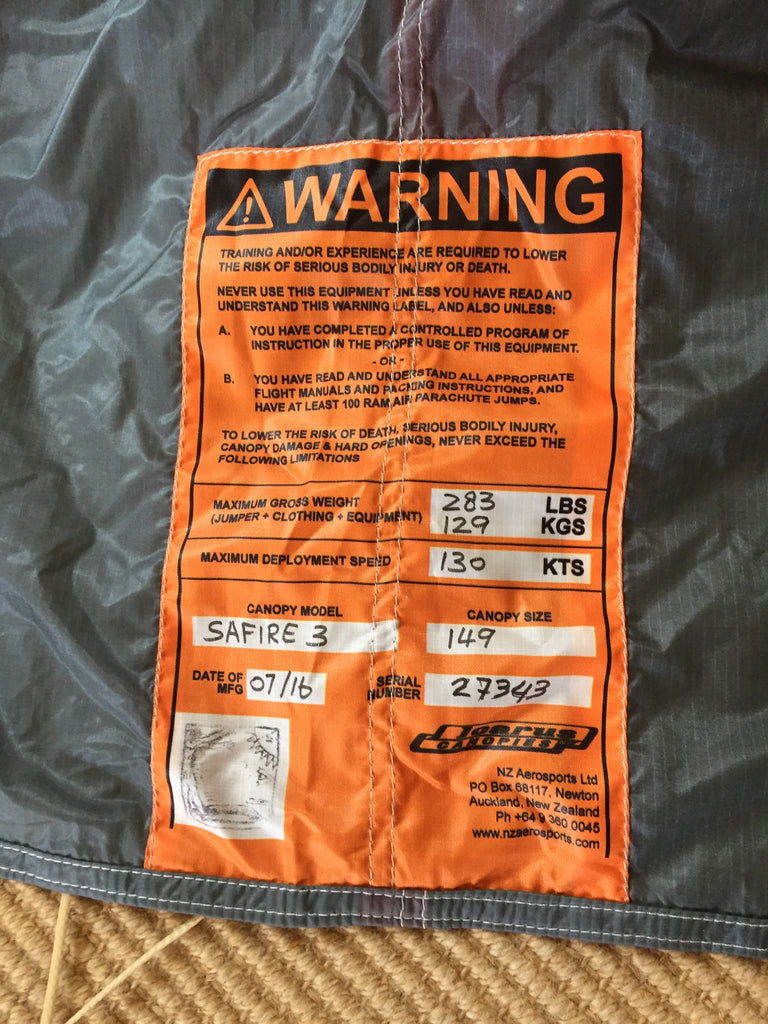 WARNING
TRAINING AND/OR EXPERIENCE ARE REQUIRED TO LOWER
THE RISK OF SERIOUS BODILY INJURY OR DEATH.
NEVER USE THIS EQUIPMENT UNLESS YOU HAVE READ AND
UNDERSTAND THIS WARNING LABEL, AND ALSO UNLESS:
A. YOU HAVE COMPLETED A CONTROLLED PROGRAM OF
INSTRUCTION IN THE PROPER USE OF THIS EQUIPMENT.
- OR -
B. YOU HAVE READ AND UNDERSTAND ALL APPROPRIATE
FLIGHT MANUALS AND PACKING INSTRUCTIONS, AND
HAVE AT LEAST 100 RAM AIR PARACHUTE JUMPS.
TO LOWER THE RISK OF DEATH, SERIOUS BODILY INJURY,
CANOPY DAMAGE & HARD OPENINGS, NEVER EXCEED THE
FOLLOWING LIMITATIONS
MAXIMUM GROSS WEIGHT 283 LBS
(JUMPER + CLOTHING + EQUIPMENT) 129 KGS
MAXIMUM DEPLOYMENT SPEED 130 KTS
CANOPY MODEL CANOPY SIZE
SAFIRE 3 149
DATE OF MFG 07/16 SERIAL NUMBER 27343
Icarus
CANOPIES
NZ Aerosports Ltd
PO Box 68117, Newton
Auckland, New Zealand
Ph +64 9 360 0045
www.nzaerosports.com